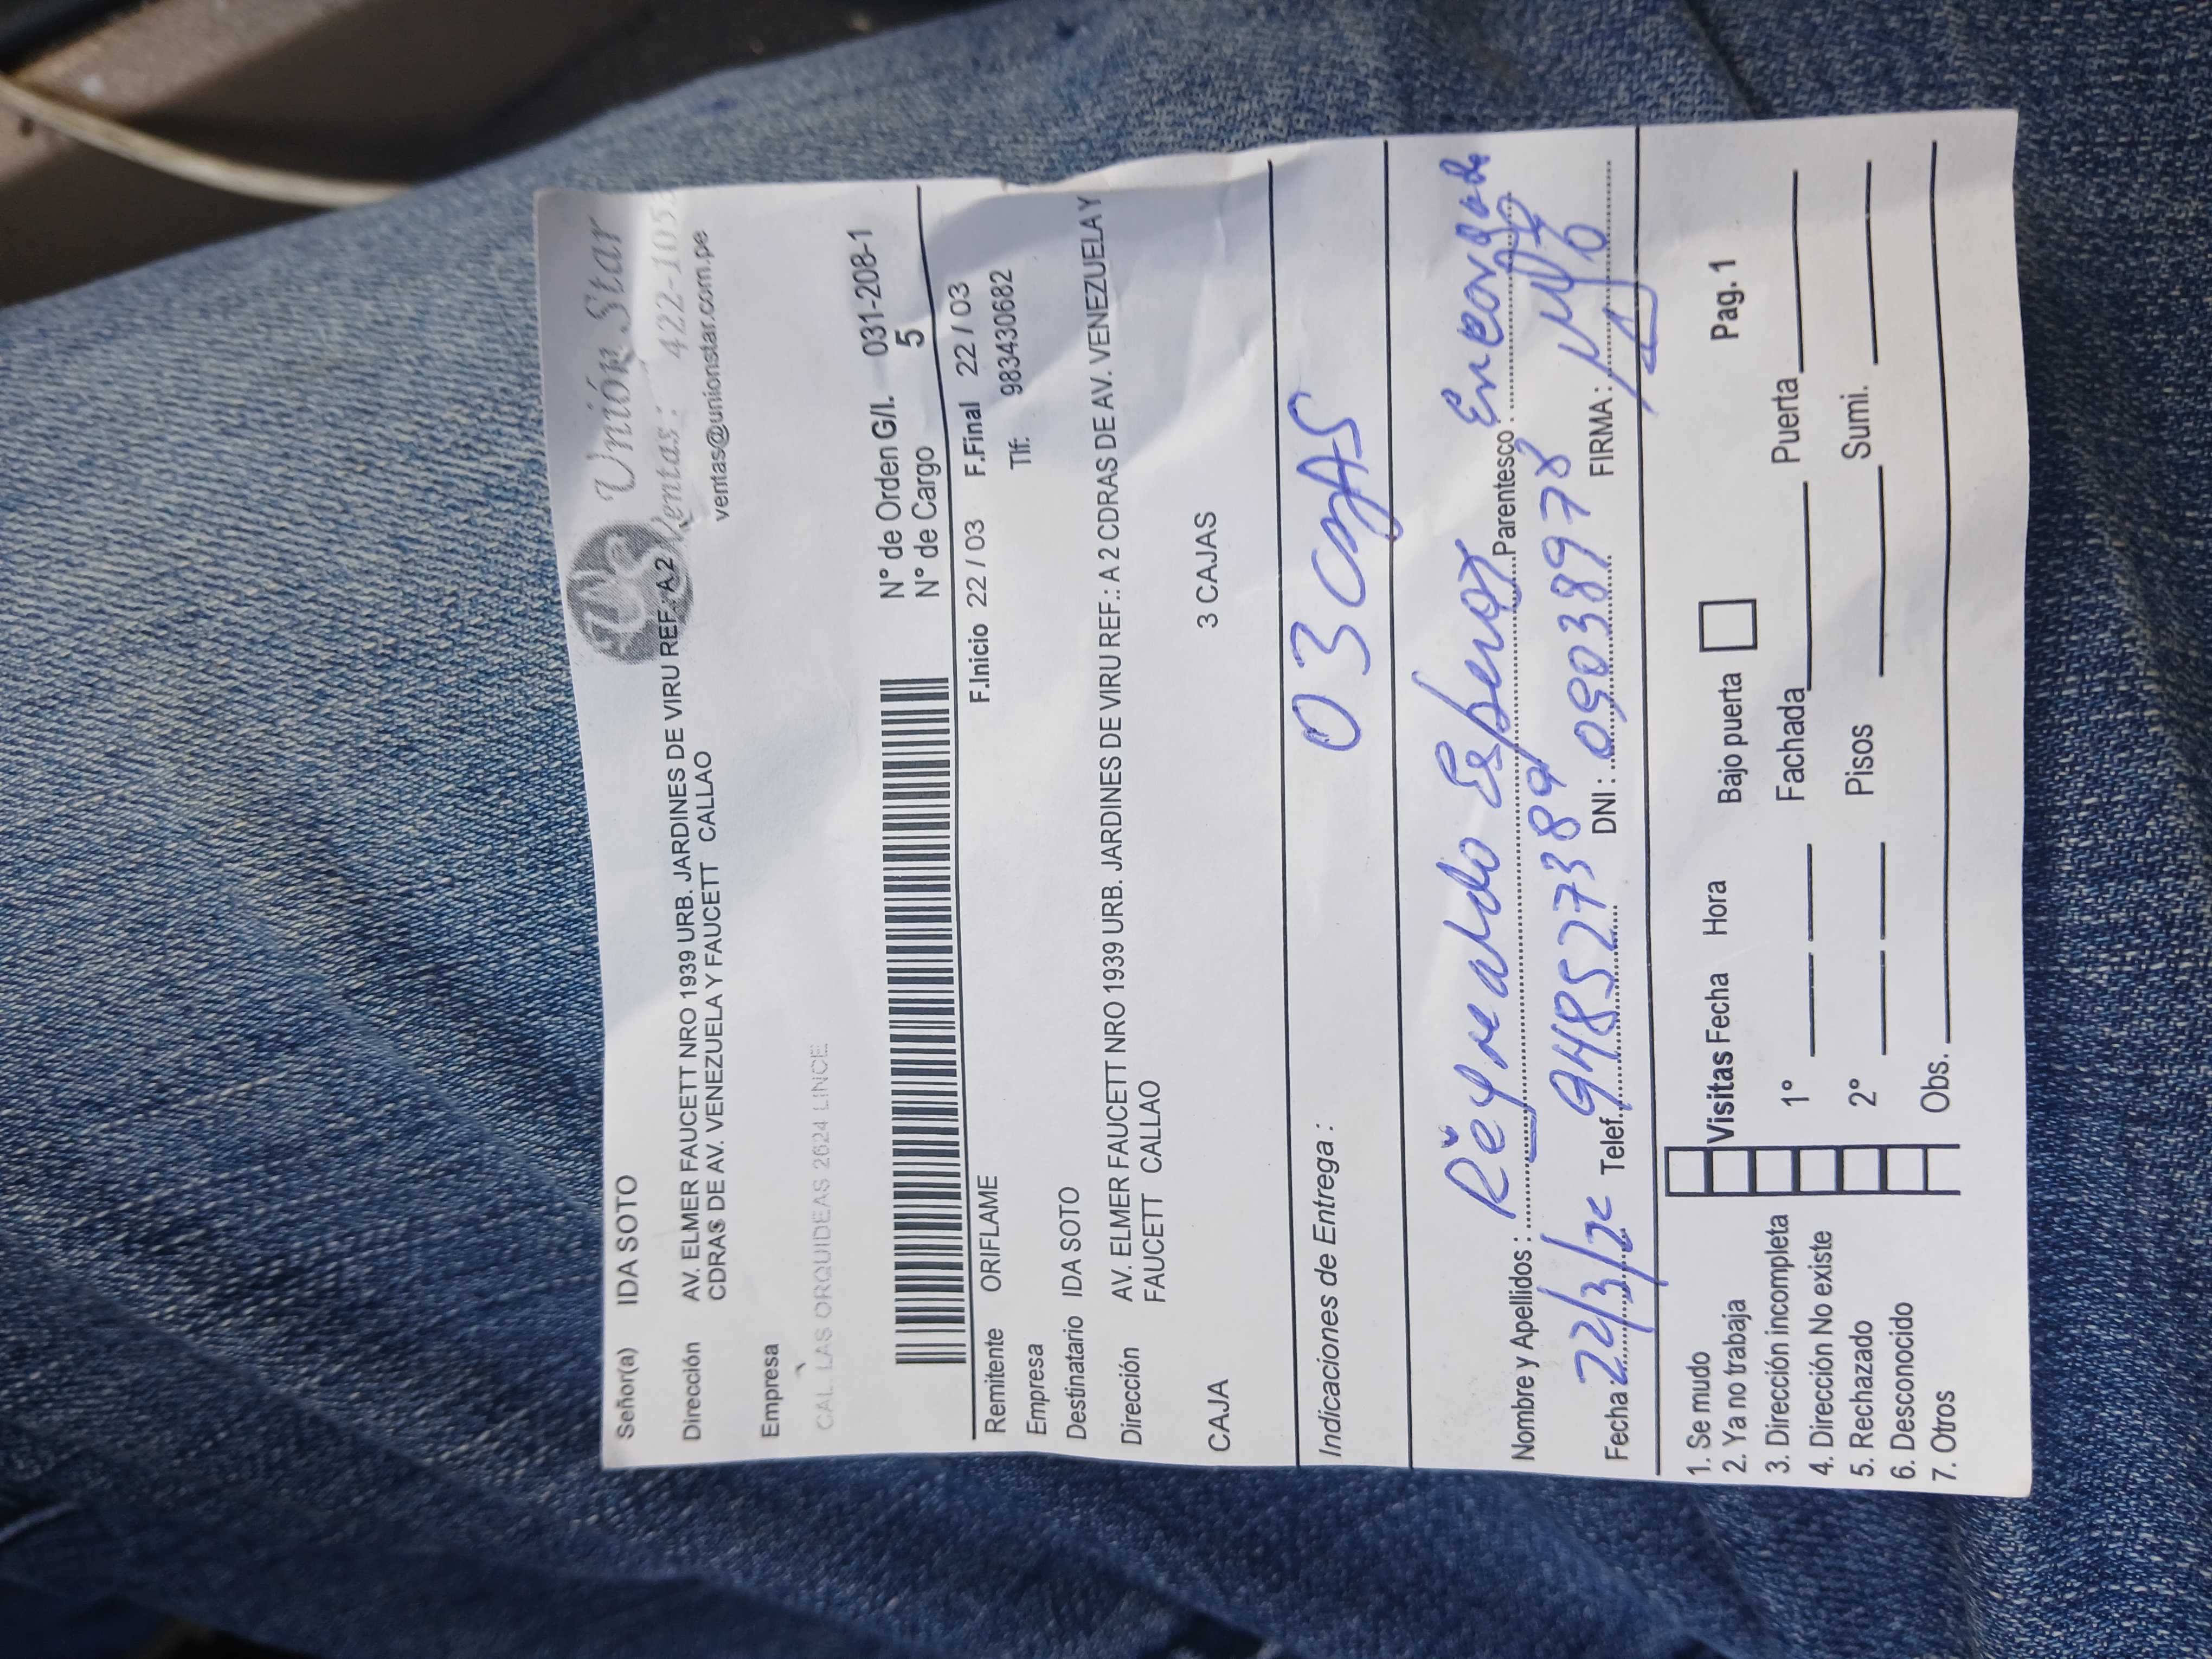 Unión Star
Ventas: 422-105
ventas@unionstar.com.pe
Señor(a) IDA SOTO
Dirección AV. ELMER FAUCETT NRO 1939 URB. JARDINES DE VIRU REF.: A 2
CDRAS DE AV. VENEZUELA Y FAUCETT CALLAO
Empresa
CAL. LAS ORQUIDEAS 2624 LINCE
N° de Orden G/I. 031-208-1
N° de Cargo 5
F.Inicio 22 / 03 F.Final 22 / 03
Remitente ORIFLAME
Tlf: 983430682
Empresa
Destinatario IDA SOTO
Dirección AV. ELMER FAUCETT NRO 1939 URB. JARDINES DE VIRU REF.: A 2 CDRAS DE AV. VENEZUELA Y
FAUCETT CALLAO
CAJA 3 CAJAS
Indicaciones de Entrega : 03 CAJAS
Nombre y Apellidos : Reynaldo Espinoza Parentesco : Encargado
Fecha 22/3/22 Telef. 948527389 DNI : 09038978 FIRMA :
1. Se mudo
2. Ya no trabaja
3. Dirección incompleta
4. Dirección No existe
5. Rechazado
6. Desconocido
7. Otros
Visitas Fecha Hora Bajo puerta Pag. 1
1° Fachada Puerta
2° Pisos Sumi.
Obs.